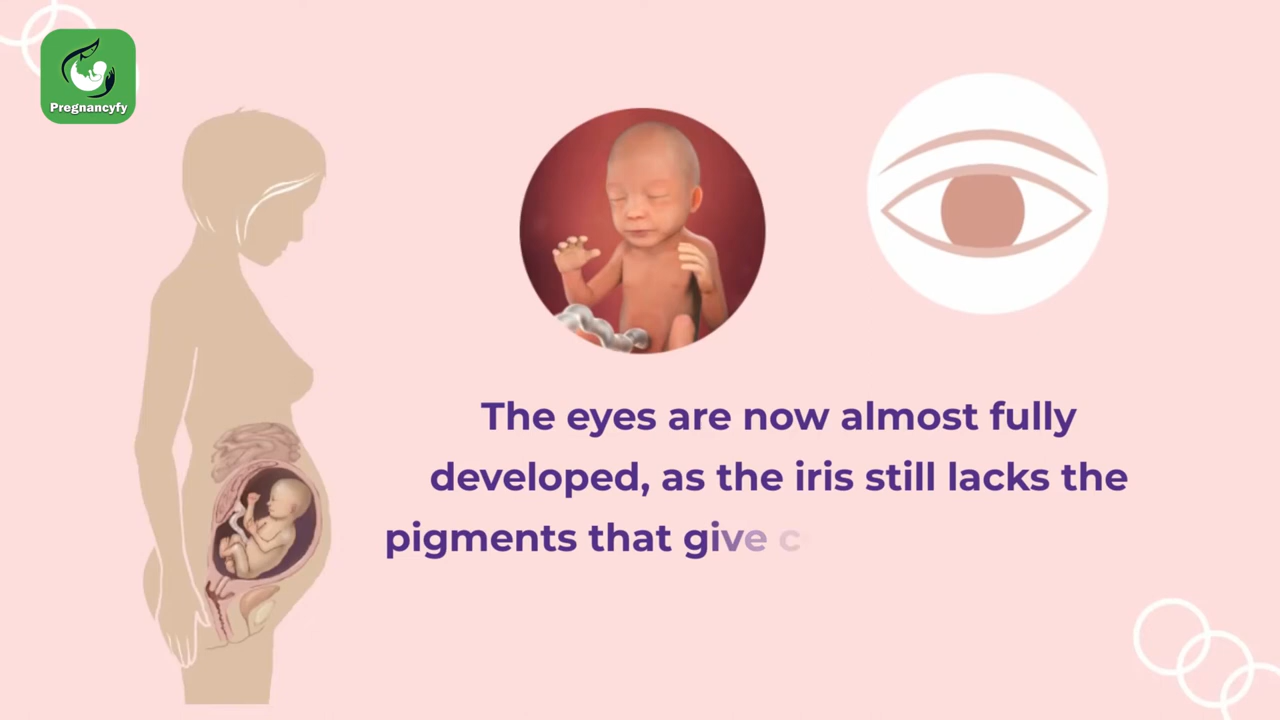 Pregnancyfy
The eyes are now almost fully
developed, as the iris still lacks the
pigments that give c